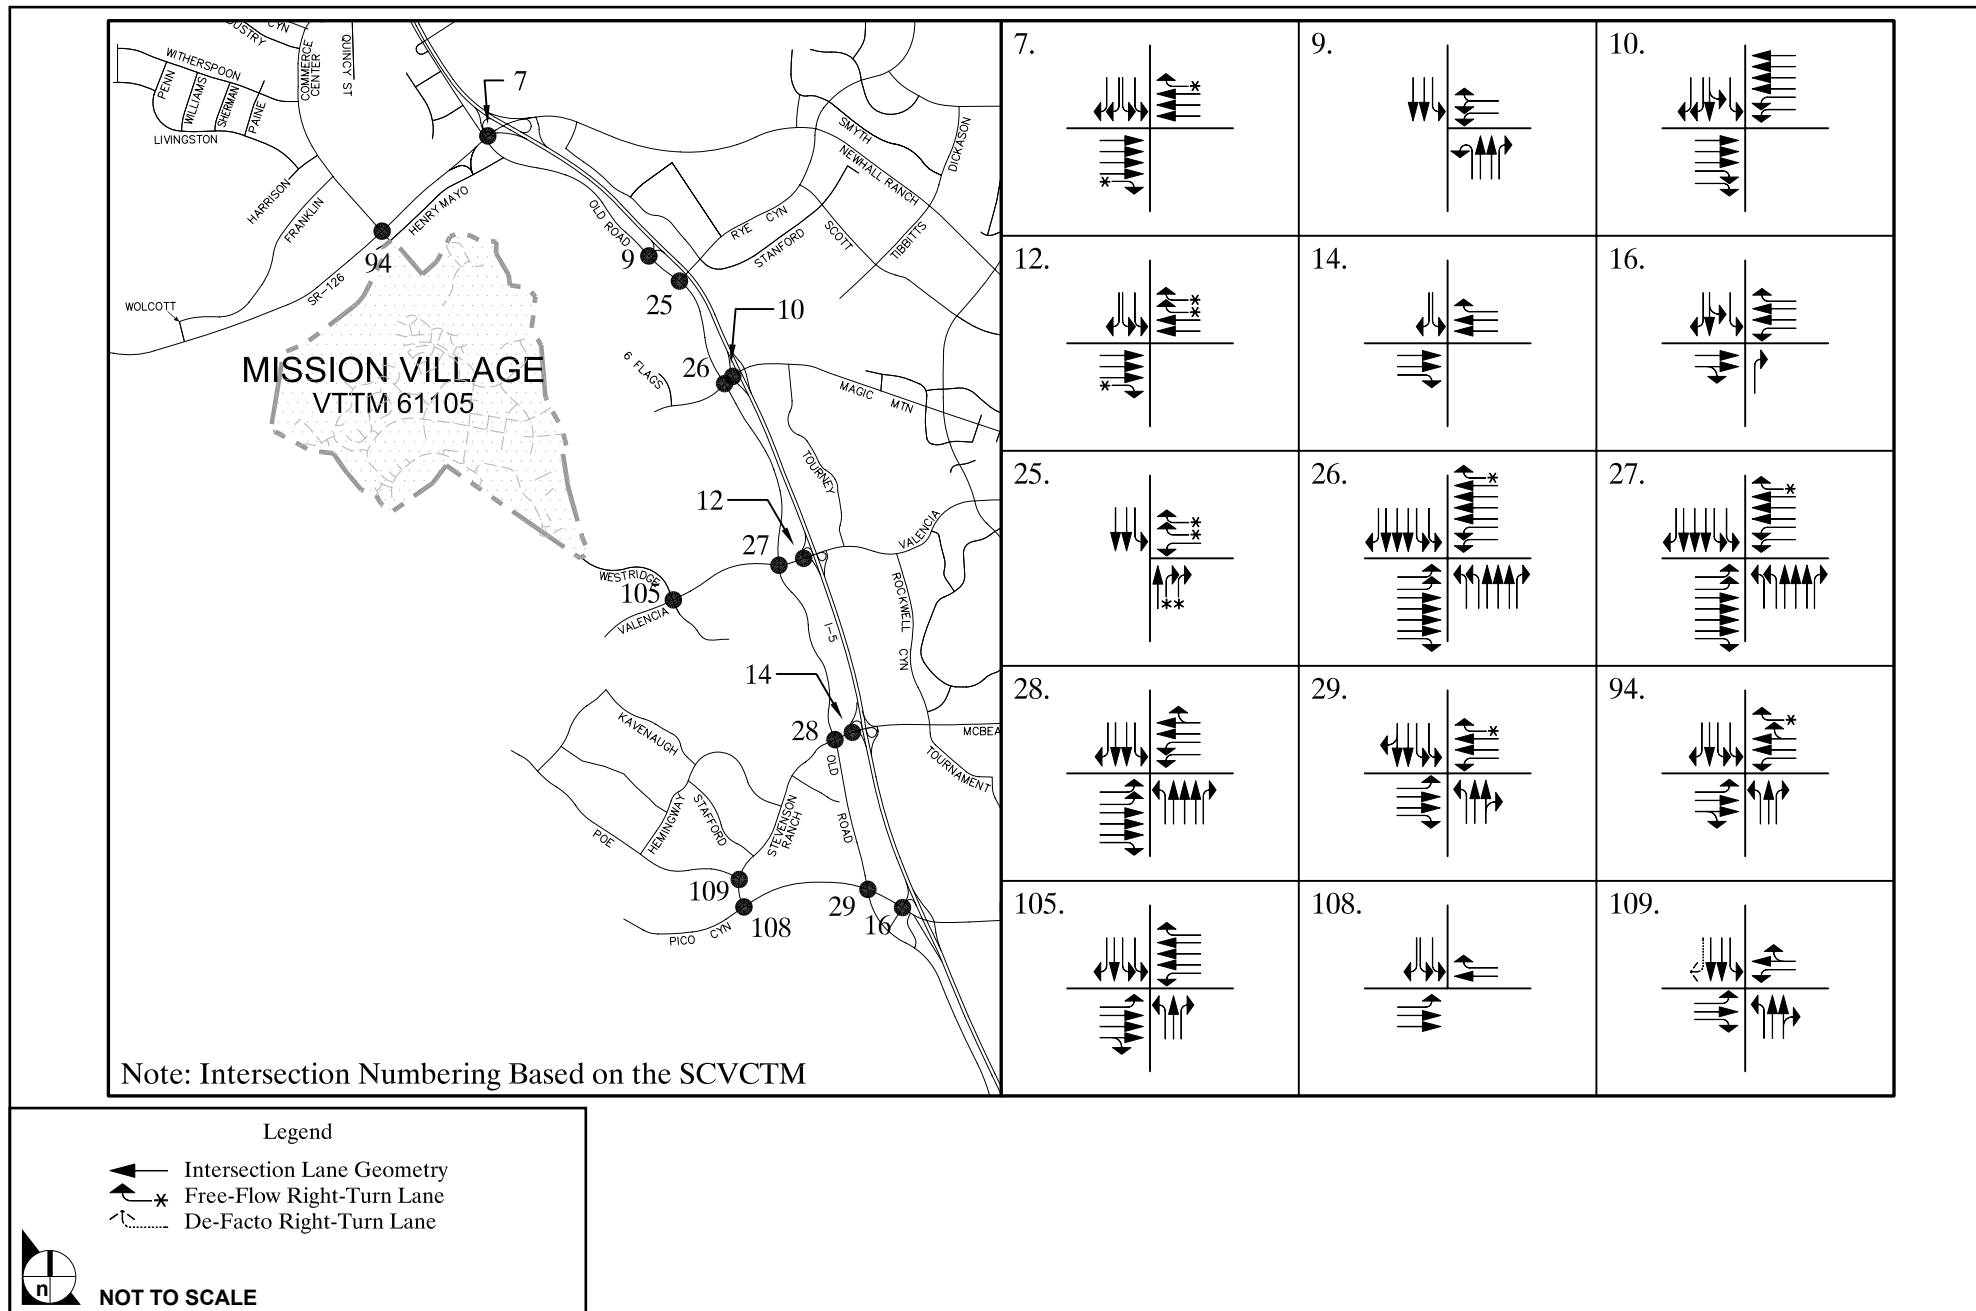 CYN
DUSTRY
WITHERSPOON
PENN
WILLIAMS
SHERMAN
PAINE
LIVINGSTON
COMMERCE
CENTER
QUINCY ST
HARRISON
FRANKLIN
HENRY MAYO
SR-126
WOLCOTT
7
94
9
25
10
26
OLD ROAD
RYE CYN
STANFORD
SMYTH
NEWHALL RANCH
DICKASON
SCOTT
TIBBITTS
6 FLAGS
MAGIC MTN
MISSION VILLAGE
VTTM 61105
TOURNEY
12
27
VALENCIA
WESTRIDGE
105
VALENCIA
ROCKWELL CYN
I-5
14
28
MCBEA
TOURNAMENT
KAVENAUGH
HEMINGWAY
STAFFORD
STEVENSON
RANCH
OLD ROAD
POE
109
108
29
16
PICO CYN
Note: Intersection Numbering Based on the SCVCTM
7.
9.
10.
*
*
12.
14.
16.
*
*
*
25.
26.
27.
*
*
*
*
**
28.
29.
94.
*
*
105.
108.
109.
Legend
Intersection Lane Geometry
* Free-Flow Right-Turn Lane
De-Facto Right-Turn Lane
n
NOT TO SCALE